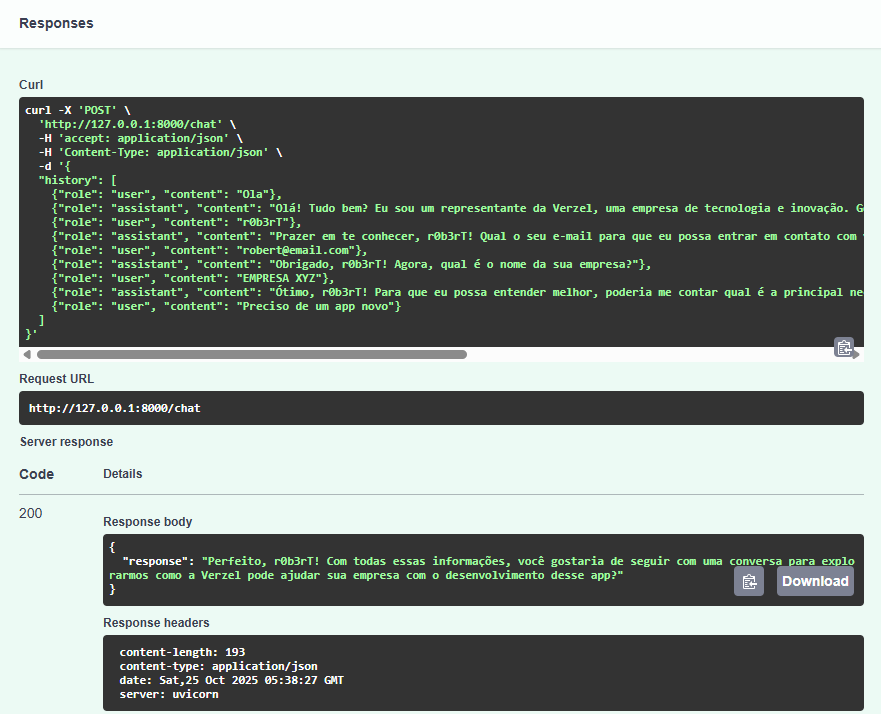 Responses
Curl
curl -X 'POST' \
  'http://127.0.0.1:8000/chat' \
  -H 'accept: application/json' \
  -H 'Content-Type: application/json' \
  -d '{
  "history": [
    {"role": "user", "content": "Ola"},
    {"role": "assistant", "content": "Olá! Tudo bem? Eu sou um representante da Verzel, uma empresa de tecnologia e inovação.
    {"role": "user", "content": "r0b3rT"},
    {"role": "assistant", "content": "Prazer em te conhecer, r0b3rT! Qual o seu e-mail para que eu possa entrar em contato com
    {"role": "user", "content": "robert@email.com"},
    {"role": "assistant", "content": "Obrigado, r0b3rT! Agora, qual é o nome da sua empresa?"},
    {"role": "user", "content": "EMPRESA XYZ"},
    {"role": "assistant", "content": "Ótimo, r0b3rT! Para que eu possa entender melhor, poderia me contar qual é a principal
    {"role": "user", "content": "Preciso de um app novo"}
  ]
}'
Request URL
http://127.0.0.1:8000/chat
Server response
Code Details
200
Response body
{
  "response": "Perfeito, r0b3rT! Com todas essas informações, você gostaria de seguir com uma conversa para explo
rarmos como a Verzel pode ajudar sua empresa com o desenvolvimento desse app?"
}
Download
Response headers
content-length: 193
content-type: application/json
date: Sat,25 Oct 2025 05:38:27 GMT
server: uvicorn